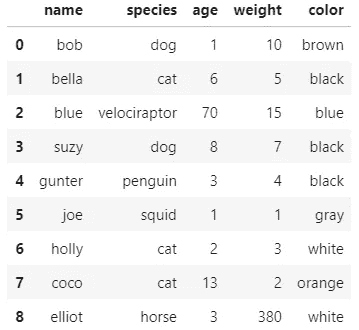 name species age weight color
0 bob dog 1 10 brown
1 bella cat 6 5 black
2 blue velociraptor 70 15 blue
3 suzy dog 8 7 black
4 gunter penguin 3 4 black
5 joe squid 1 1 gray
6 holly cat 2 3 white
7 coco cat 13 2 orange
8 elliot horse 3 380 white